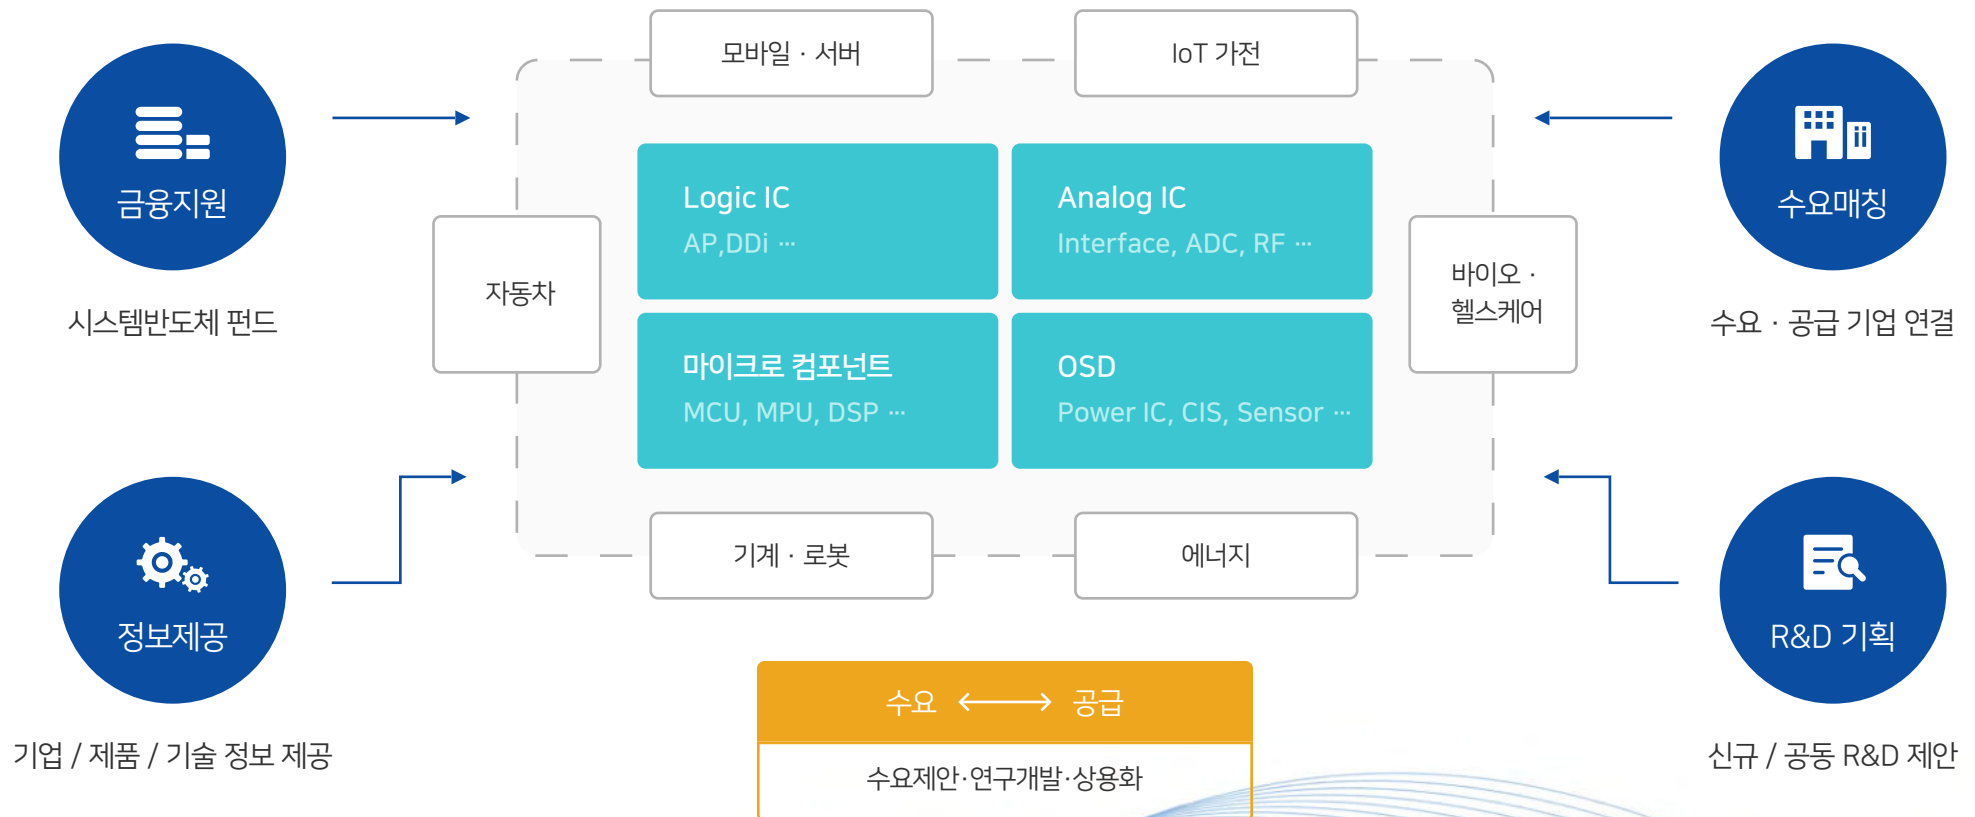 모바일 · 서버
IoT 가전
금융지원
시스템반도체 펀드
Logic IC
AP,DDi ···
Analog IC
Interface, ADC, RF ···
수요매칭
수요 · 공급 기업 연결
자동차
바이오 ·
헬스케어
마이크로 컴포넌트
MCU, MPU, DSP ···
OSD
Power IC, CIS, Sensor ···
기계 · 로봇
에너지
정보제공
기업 / 제품 / 기술 정보 제공
R&D 기획
신규 / 공동 R&D 제안
수요 ⟷ 공급
수요제안·연구개발·상용화